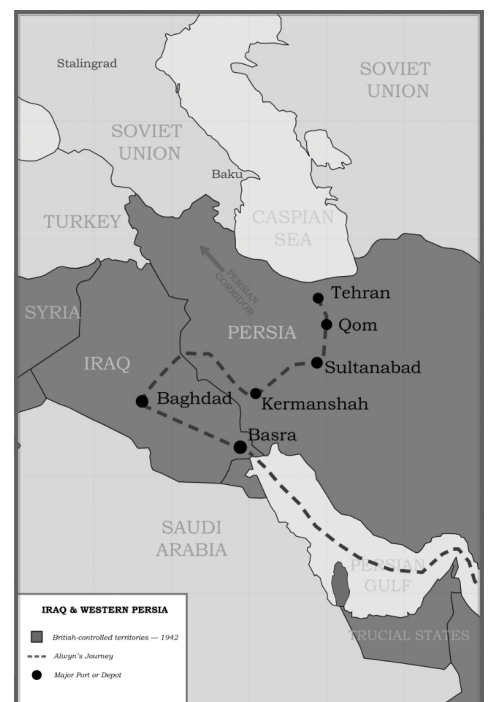 Stalingrad
SOVIET
UNION
SOVIET
UNION
Baku
TURKEY
CASPIAN
SEA
PERSIAN
CORRIDOR
Tehran
SYRIA
Qom
PERSIA
IRAQ
Sultanabad
Baghdad
Kermanshah
Basra
SAUDI
ARABIA
PERSIAN
GULF
TRUCIAL STATES
IRAQ & WESTERN PERSIA
British-controlled territories — 1942
Alwyn's Journey
Major Port or Depot